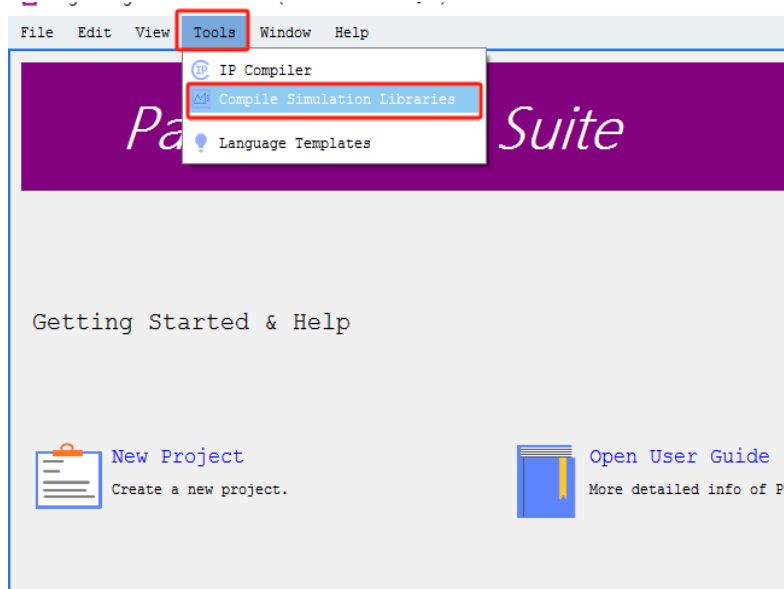 File Edit View Tools Window Help
IP Compiler
Compile Simulation Libraries
Language Templates
Pa Suite
Getting Started & Help
New Project
Create a new project.
Open User Guide
More detailed info of P